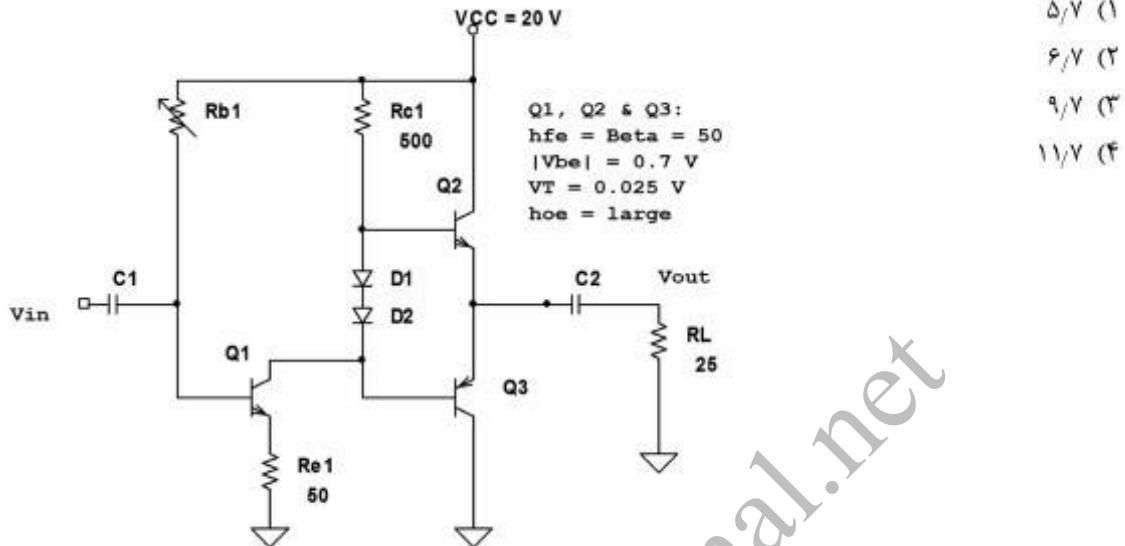 VCC = 20 V
۱) ۵٫۷
۲) ۶٫۷
۳) ۹٫۷
۴) ۱۱٫۷
Rb1
Rc1
500
Q1, Q2 & Q3:
hfe = Beta = 50
|Vbe| = 0.7 V
VT = 0.025 V
hoe = large
Q2
C1
Vin
D1
D2
C2
Vout
RL
25
Q1
Q3
Re1
50